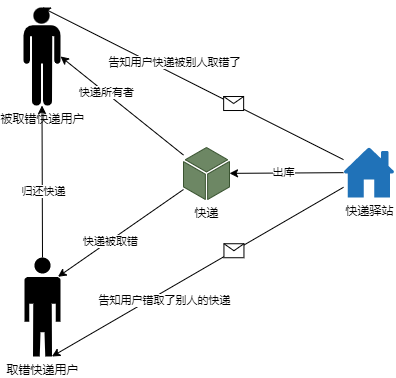 告知用户快递被别人取错了
快递所有者
被取错快递用户
出库
归还快递
快递
快递驿站
快递被取错
告知用户错取了别人的快递
取错快递用户